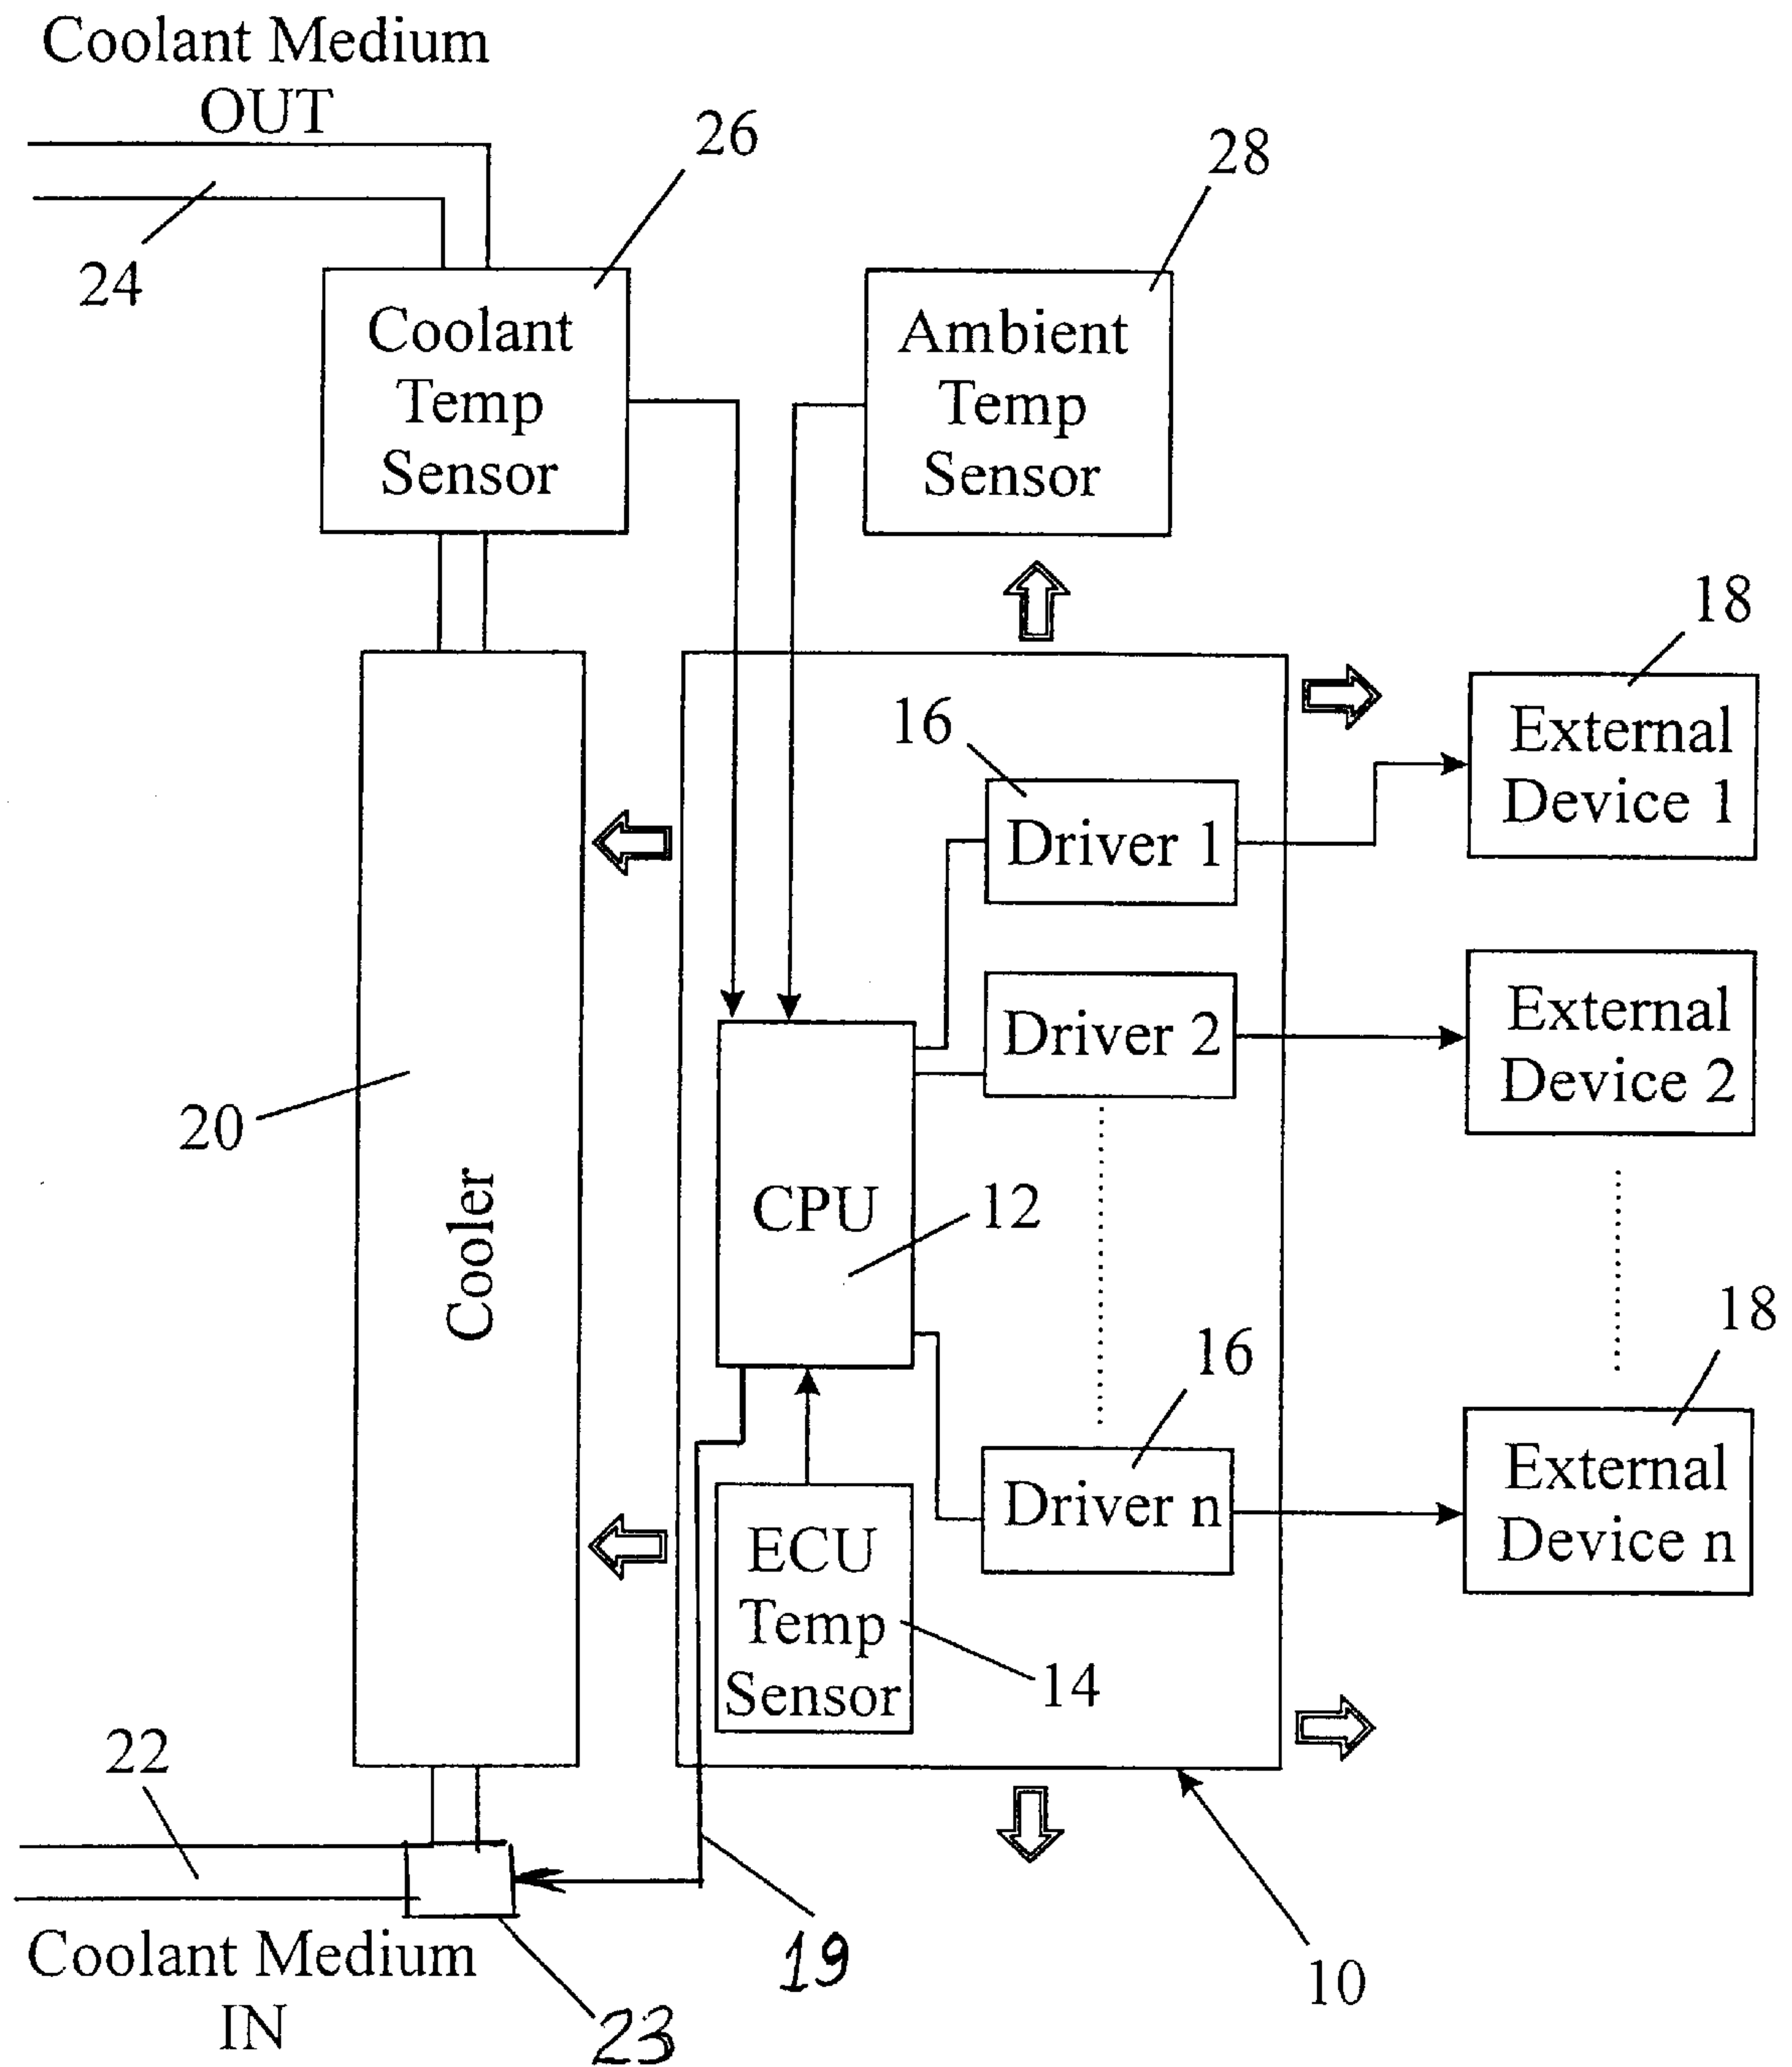 Coolant Medium
OUT
26
28
24
Coolant
Temp
Sensor
Ambient
Temp
Sensor
18
External
Device 1
16
Driver 1
Driver 2
External
Device 2
20
Cooler
CPU
12
18
16
Driver n
External
Device n
ECU
Temp
Sensor
14
22
Coolant Medium
IN
23
19
10